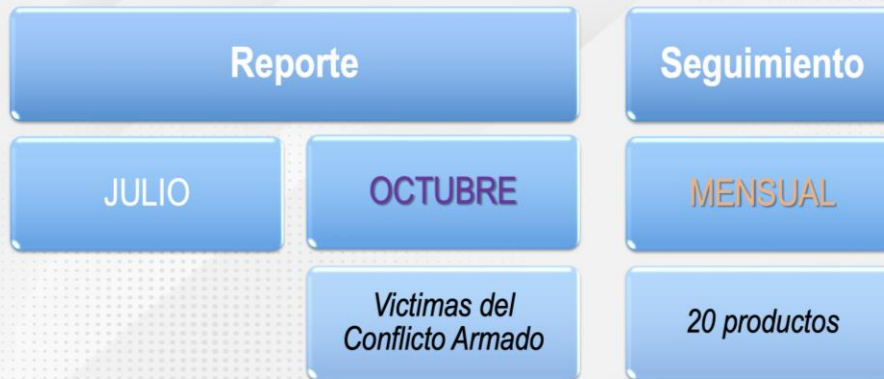 Reporte
Seguimiento
JULIO
OCTUBRE
MENSUAL
Victimas del
Conflicto Armado
20 productos